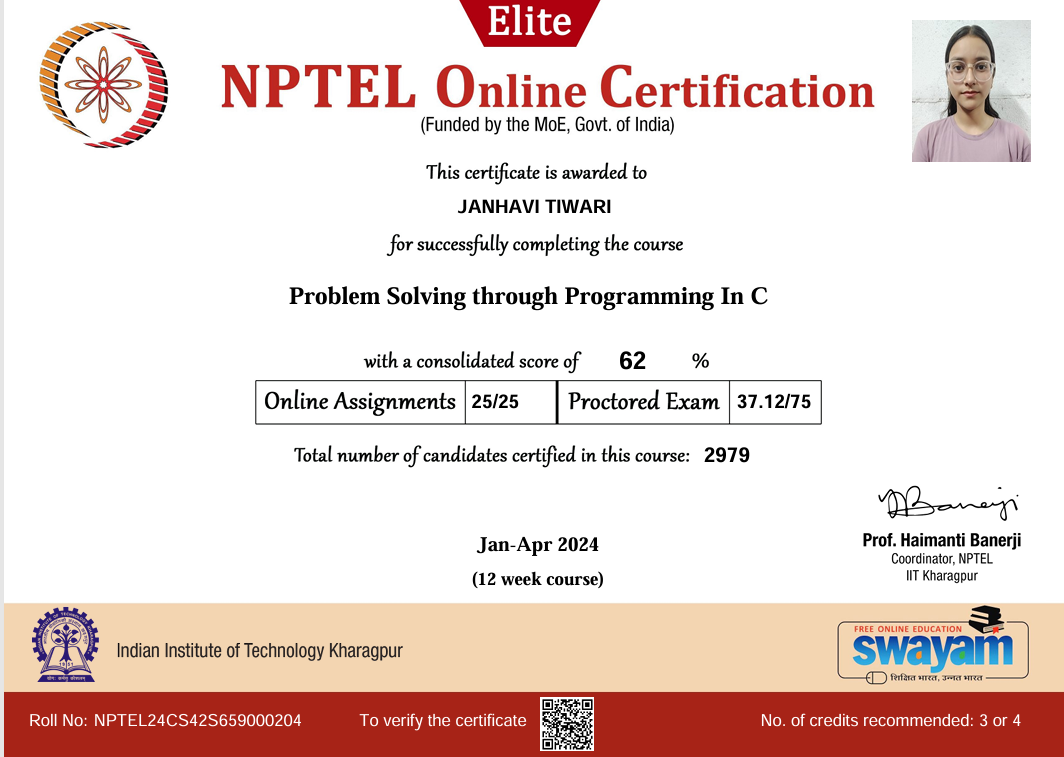 Elite
NPTEL Online Certification
(Funded by the MoE, Govt. of India)
This certificate is awarded to
JANHAVI TIWARI
for successfully completing the course
Problem Solving through Programming In C
with a consolidated score of 62 %
Online Assignments 25/25 Proctored Exam 37.12/75
Total number of candidates certified in this course: 2979
Banerji
Prof. Haimanti Banerji
Coordinator, NPTEL
IIT Kharagpur
Jan-Apr 2024
(12 week course)
Indian Institute of Technology Kharagpur
FREE ONLINE EDUCATION
swayam
शिक्षित भारत, उन्नत भारत
Roll No: NPTEL24CS42S659000204 To verify the certificate No. of credits recommended: 3 or 4